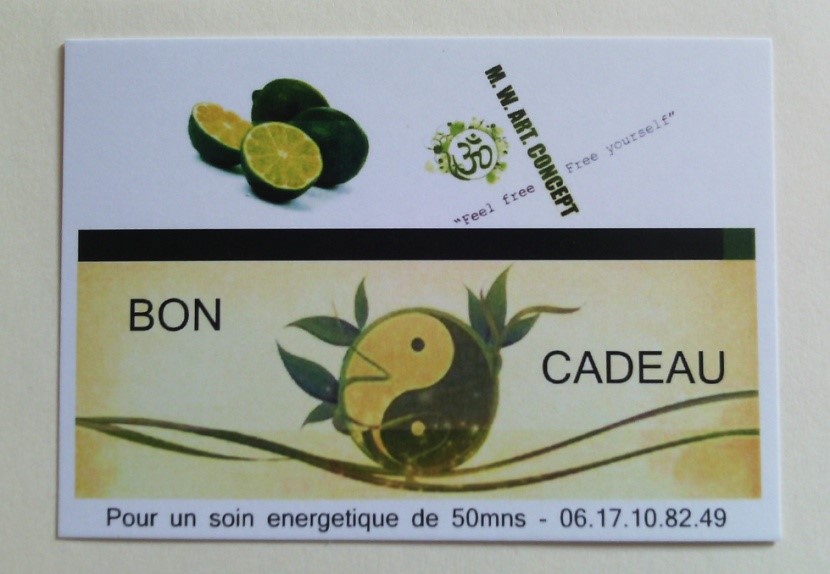 M. W. ART. CONCEPT
"Feel free Free yourself"
BON
CADEAU
Pour un soin energetique de 50mns - 06.17.10.82.49